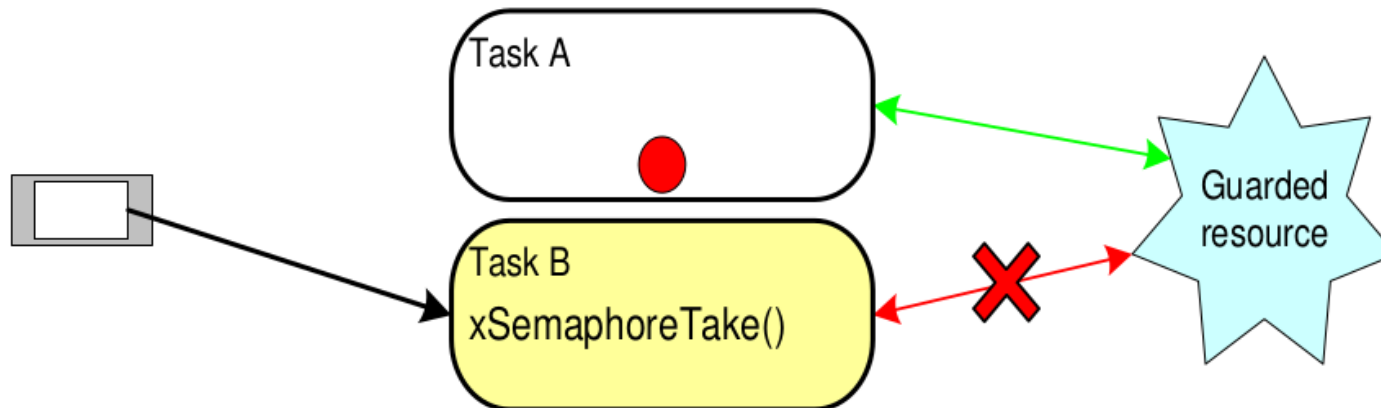 Task A
Guarded
resource
Task B
xSemaphoreTake()